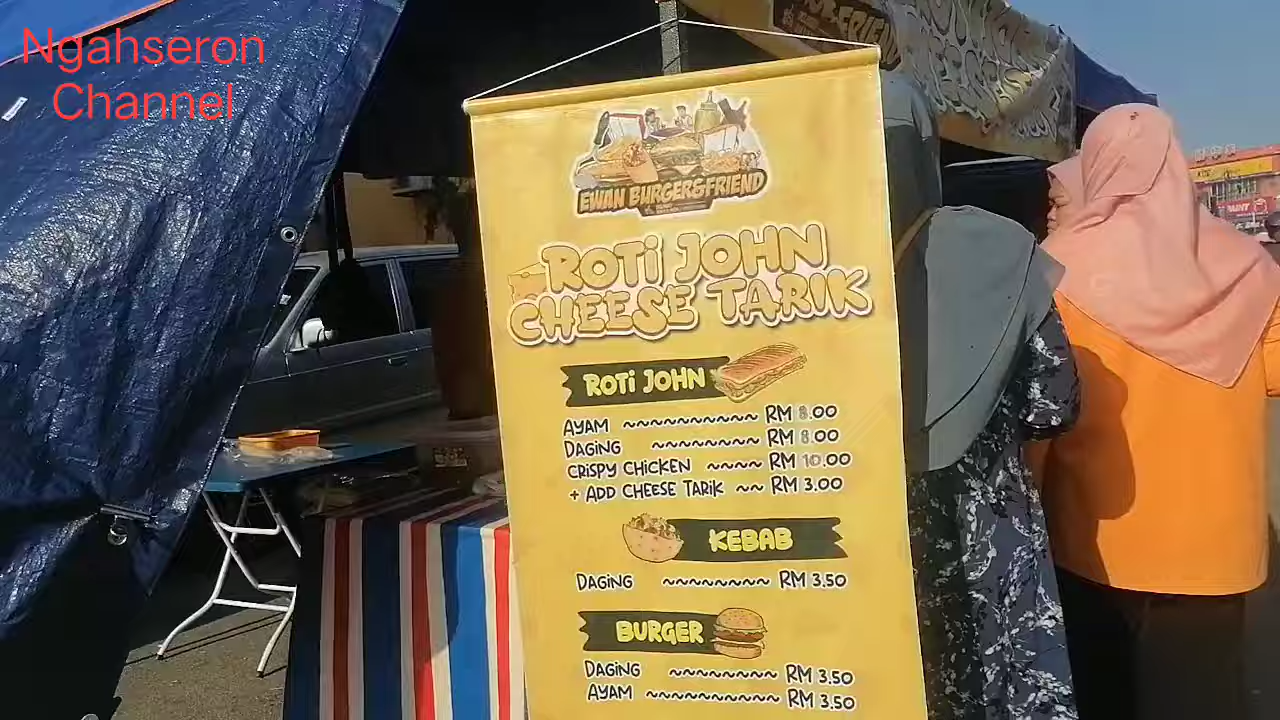 Ngahseron
Channel
EWAN BURGER&FRIEND
ROTI JOHN
CHEESE TARIK
ROTI JOHN
AYAM ~~~~~~~~~~ RM 8.00
DAGING ~~~~~~~~ RM 8.00
CRISPY CHICKEN ~~~~ RM 10.00
+ ADD CHEESE TARIK ~~ RM 3.00
KEBAB
DAGING ~~~~~~~~ RM 3.50
BURGER
DAGING ~~~~~~~~ RM 3.50
AYAM ~~~~~~~~~~ RM 3.50